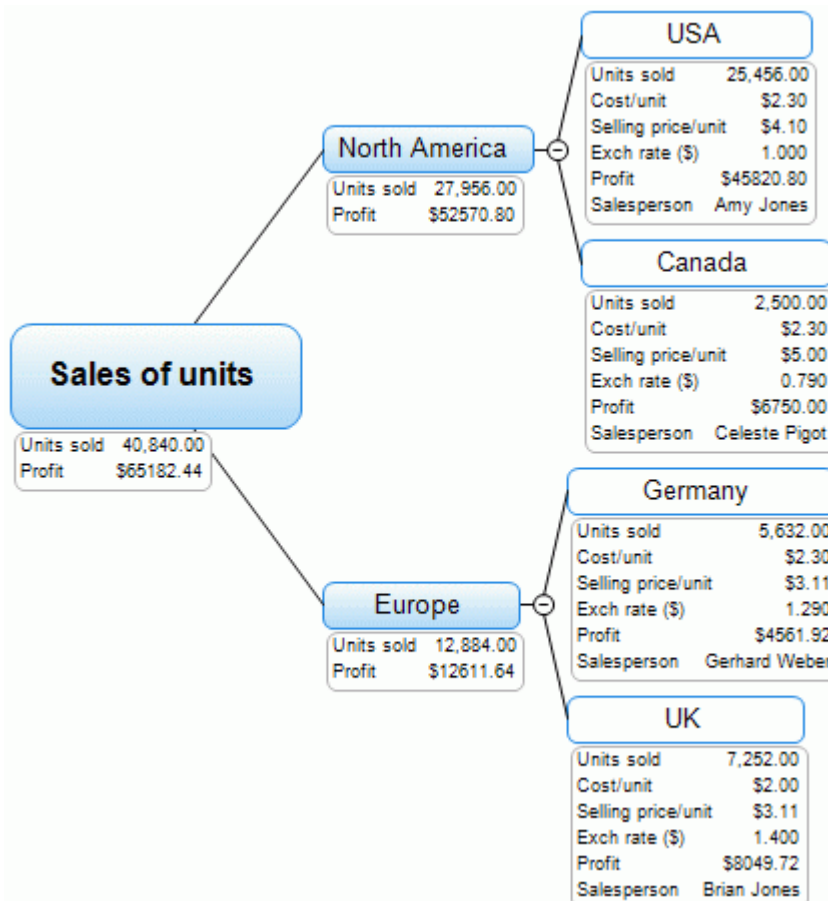 USA
Units sold 25,456.00
Cost/unit $2.30
Selling price/unit $4.10
Exch rate ($) 1.000
Profit $45820.80
Salesperson Amy Jones
North America
Units sold 27,956.00
Profit $52570.80
Canada
Units sold 2,500.00
Cost/unit $2.30
Selling price/unit $5.00
Exch rate ($) 0.790
Profit $6750.00
Salesperson Celeste Pigot
Sales of units
Units sold 40,840.00
Profit $65182.44
Germany
Units sold 5,632.00
Cost/unit $2.30
Selling price/unit $3.11
Exch rate ($) 1.290
Profit $4561.92
Salesperson Gerhard Weber
Europe
Units sold 12,884.00
Profit $12611.64
UK
Units sold 7,252.00
Cost/unit $2.00
Selling price/unit $3.11
Exch rate ($) 1.400
Profit $8049.72
Salesperson Brian Jones